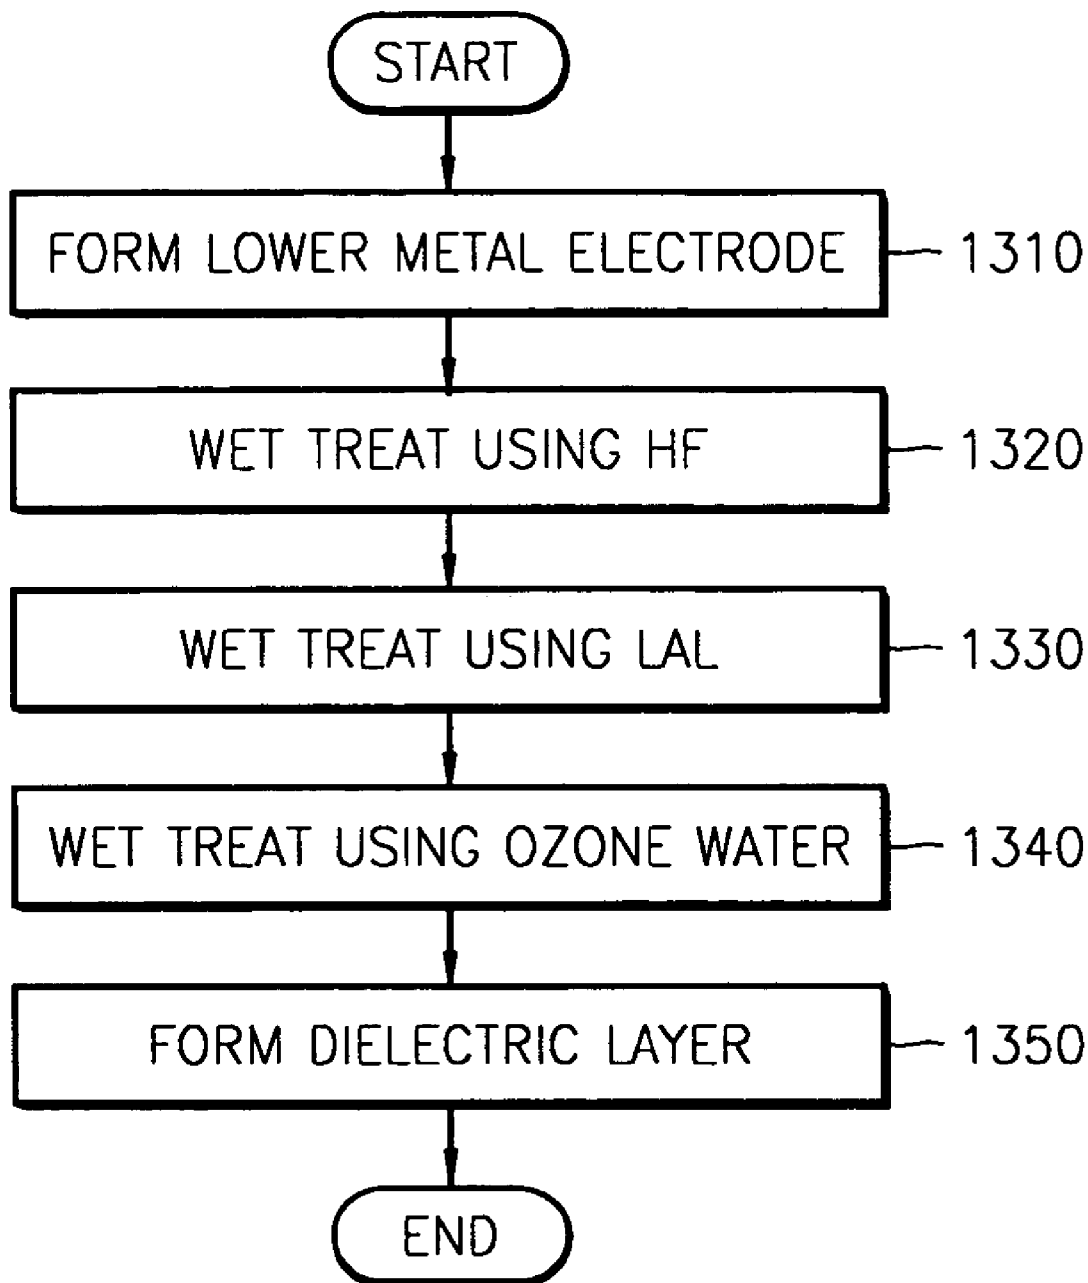 START
FORM LOWER METAL ELECTRODE 1310
WET TREAT USING HF 1320
WET TREAT USING LAL 1330
WET TREAT USING OZONE WATER 1340
FORM DIELECTRIC LAYER 1350
END